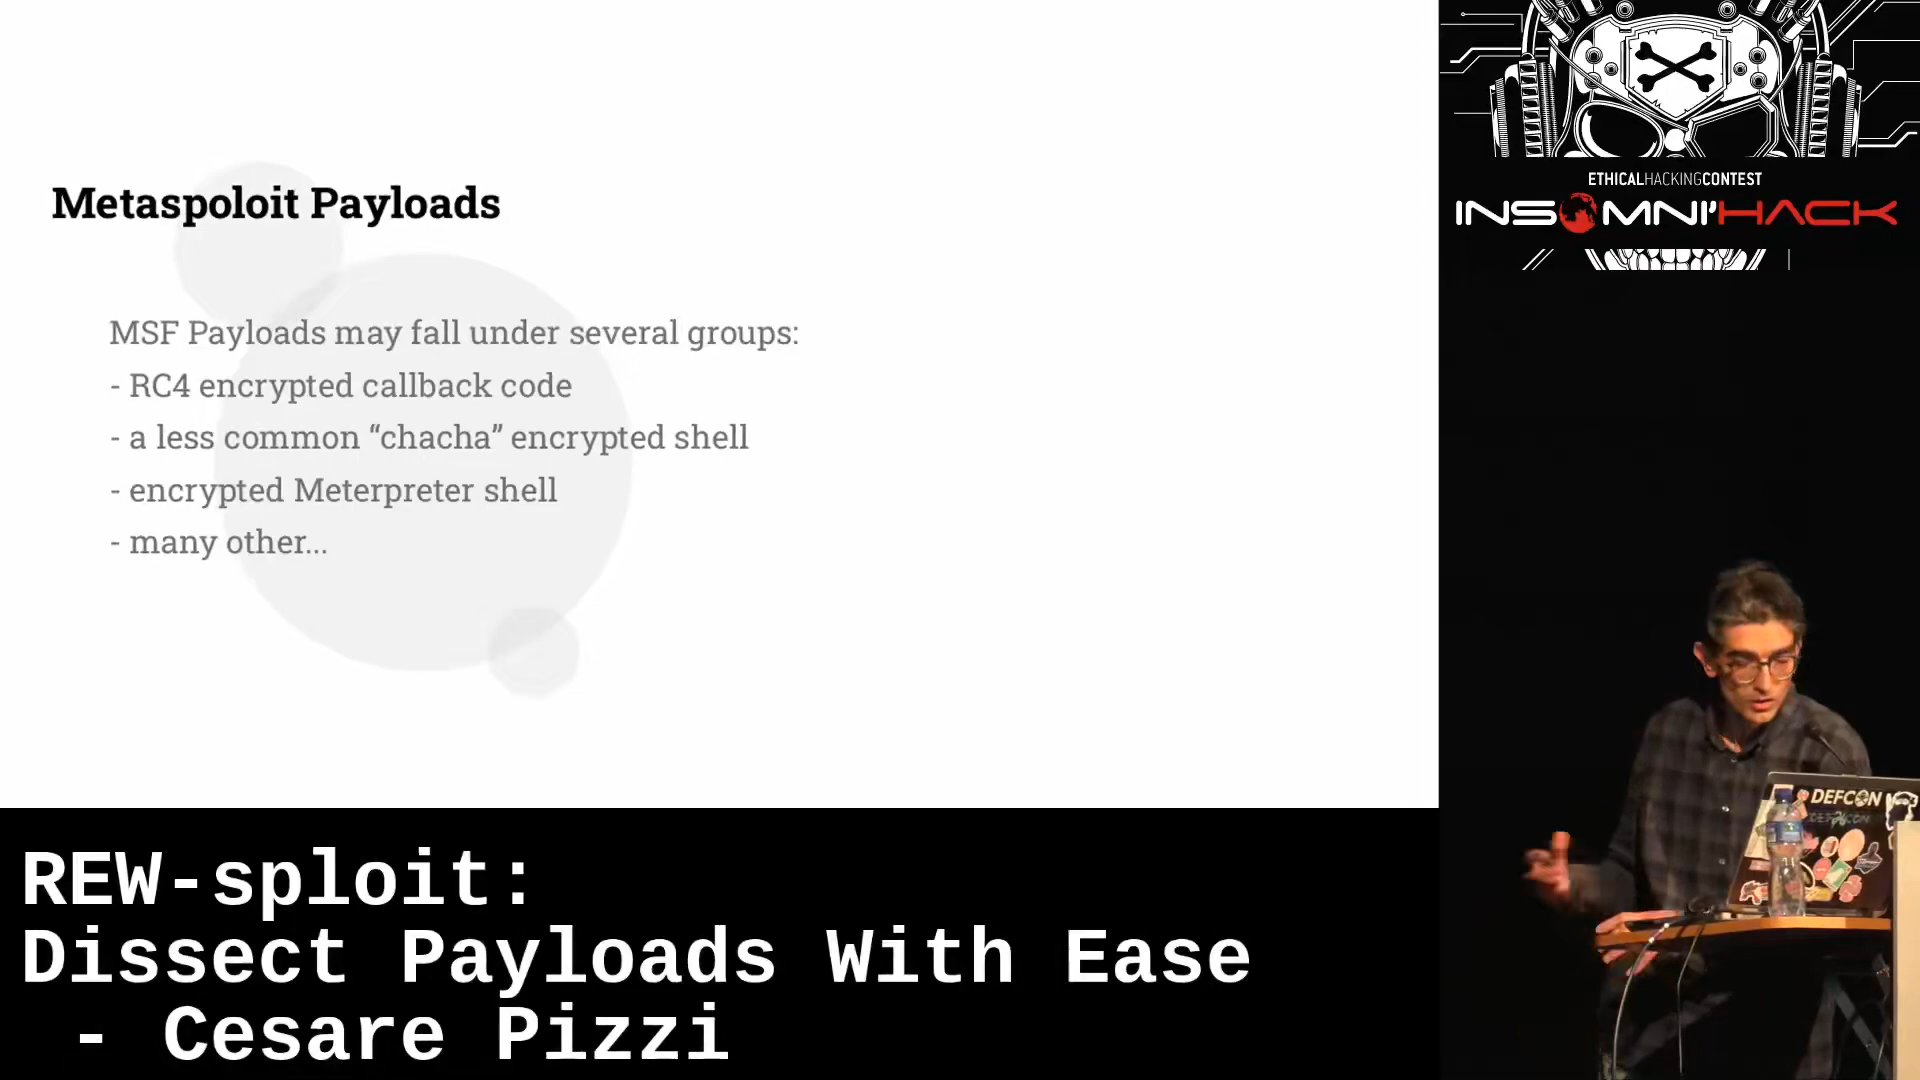 Metaspoloit Payloads
MSF Payloads may fall under several groups:
- RC4 encrypted callback code
- a less common “chacha” encrypted shell
- encrypted Meterpreter shell
- many other...
ETHICALHACKINGCONTEST
INSOMNI'HACK
DEFCON
REW-sploit:
Dissect Payloads With Ease
- Cesare Pizzi